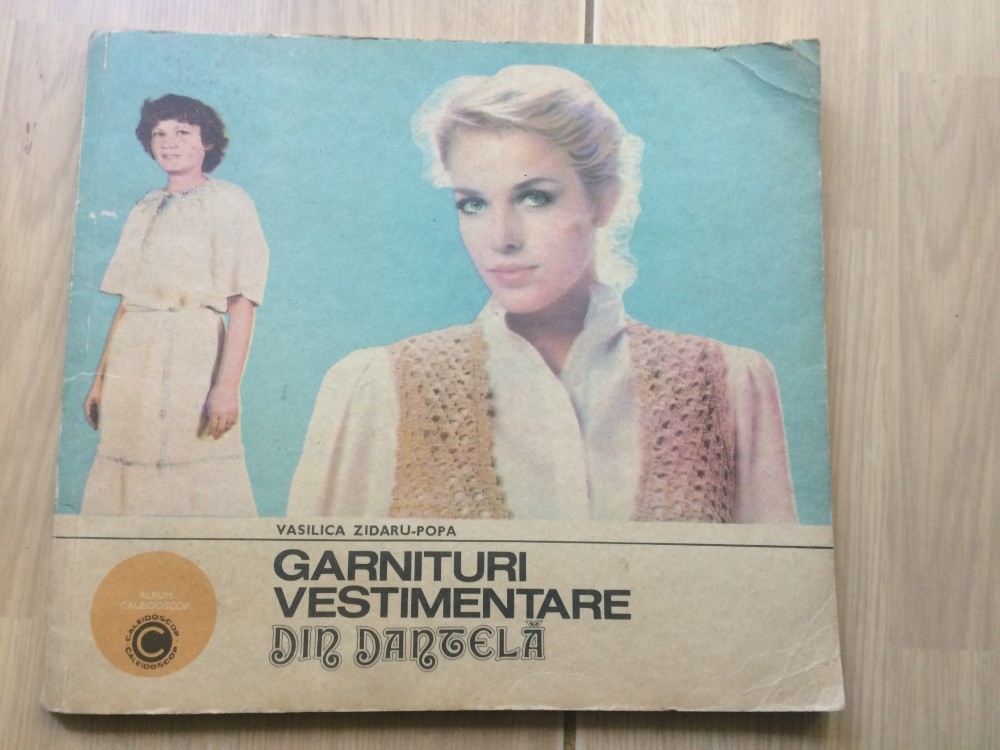 VASILICA ZIDARU-POPA
GARNITURI
VESTIMENTARE
DIN DANTELĂ
ALBUM
CALEIDOSCOP
CALEIDOSCOP
C
CALEIDOSCOP